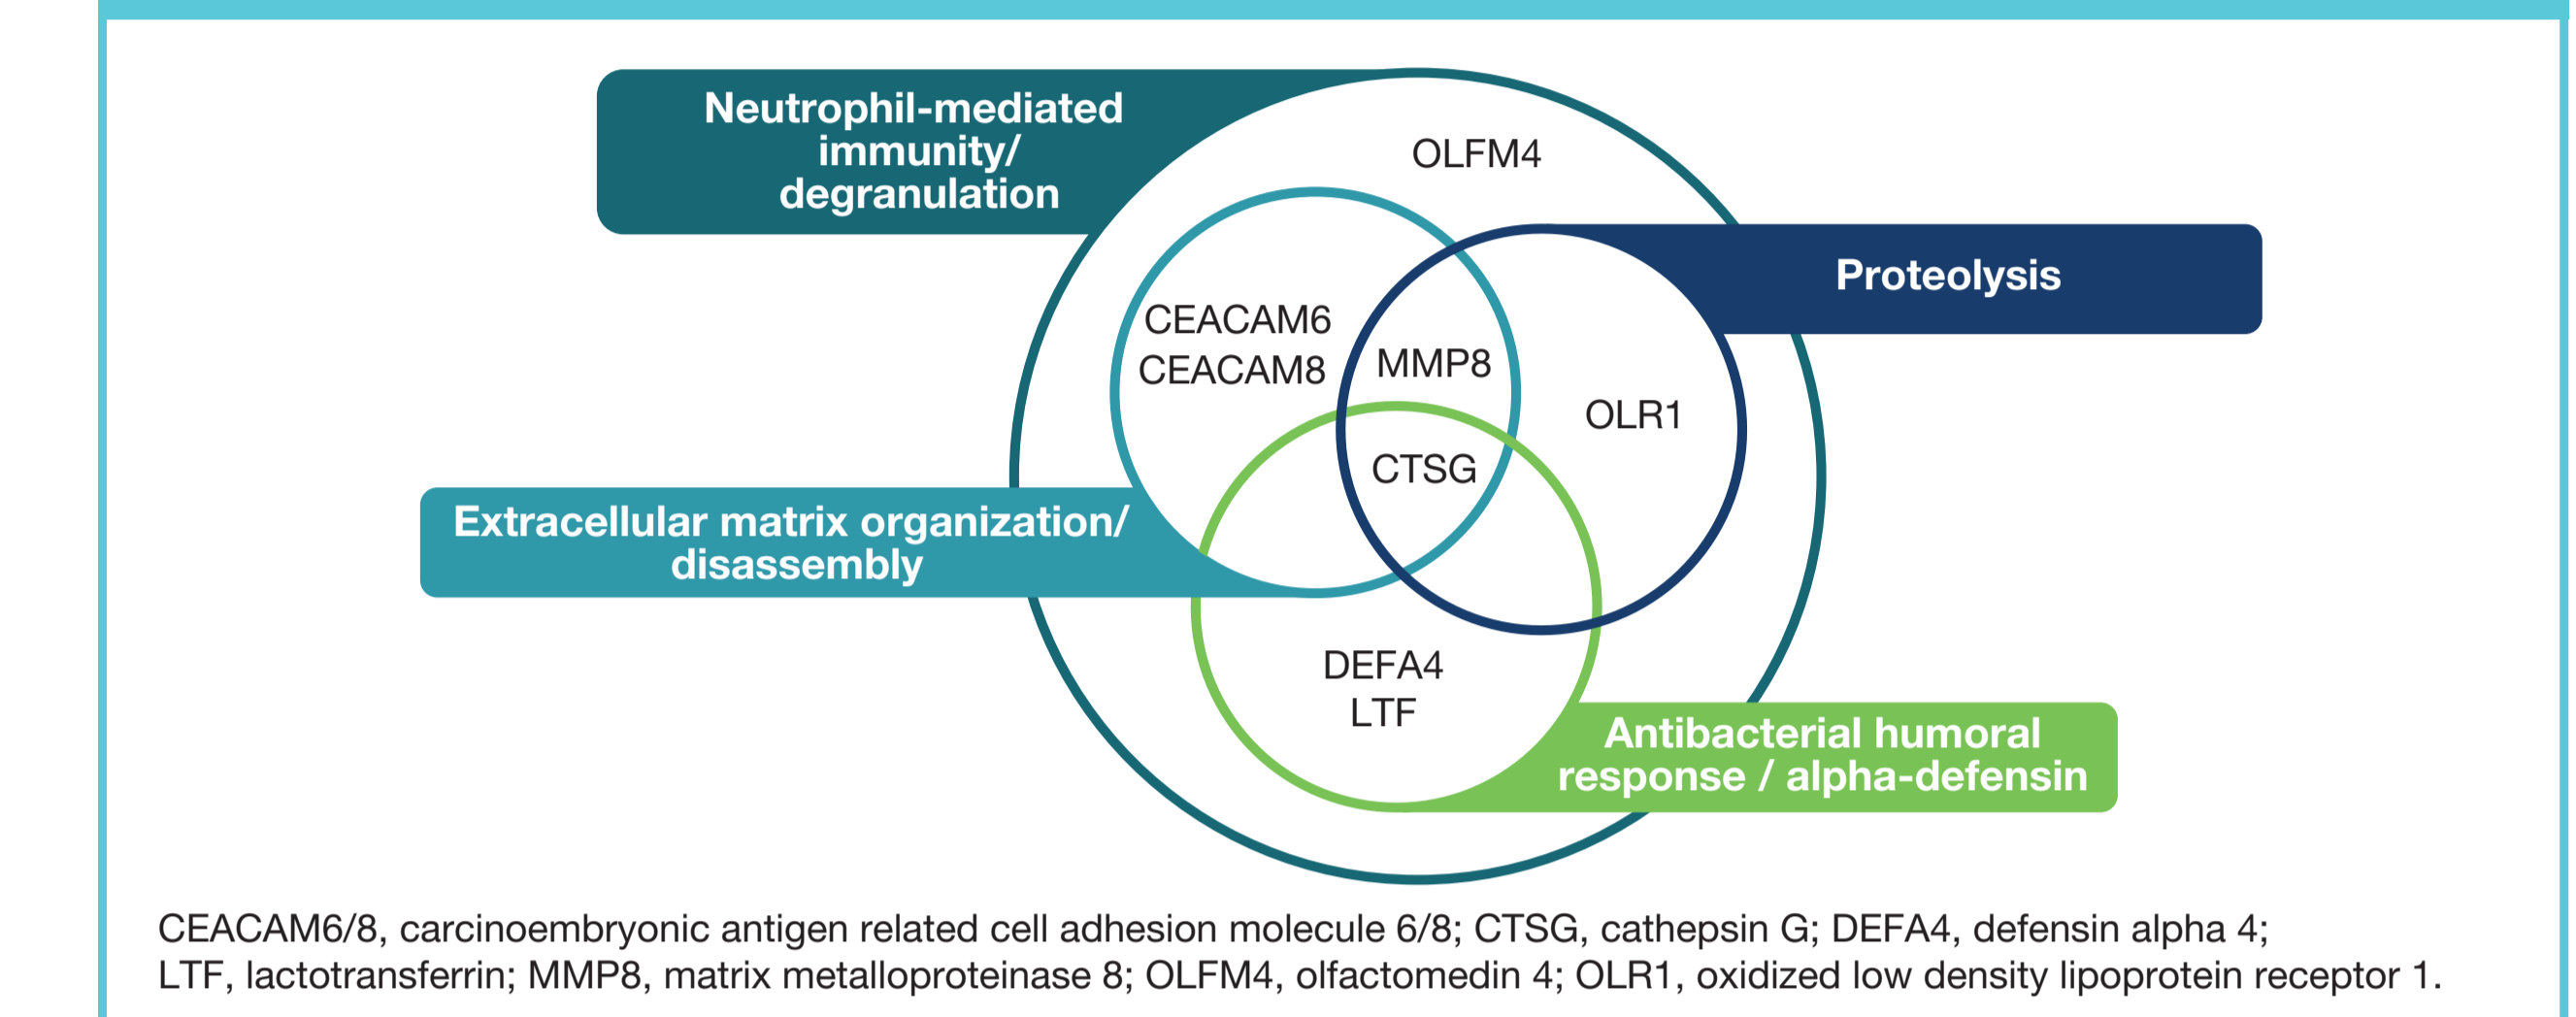 Neutrophil-mediated
immunity/
degranulation
OLFM4
Proteolysis
CEACAM6
CEACAM8
MMP8
OLR1
CTSG
Extracellular matrix organization/
disassembly
DEFA4
LTF
Antibacterial humoral
response / alpha-defensin
CEACAM6/8, carcinoembryonic antigen related cell adhesion molecule 6/8; CTSG, cathepsin G; DEFA4, defensin alpha 4;
LTF, lactotransferrin; MMP8, matrix metalloproteinase 8; OLFM4, olfactomedin 4; OLR1, oxidized low density lipoprotein receptor 1.